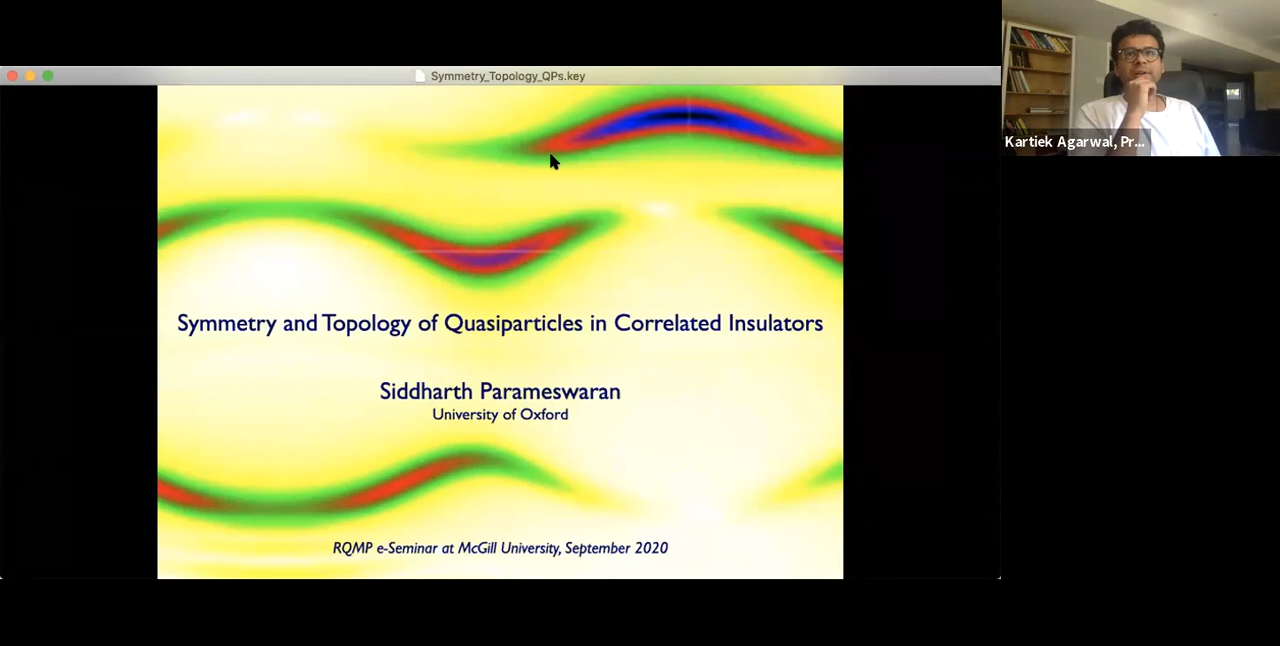 Symmetry_Topology_QPs.key
Kartiek Agarwal, Pr...
Symmetry and Topology of Quasiparticles in Correlated Insulators
Siddharth Parameswaran
University of Oxford
RQMP e-Seminar at McGill University, September 2020